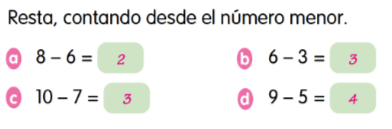 Resta, contando desde el número menor.
a 8 – 6 = 2 b 6 – 3 = 3
c 10 – 7 = 3 d 9 – 5 = 4